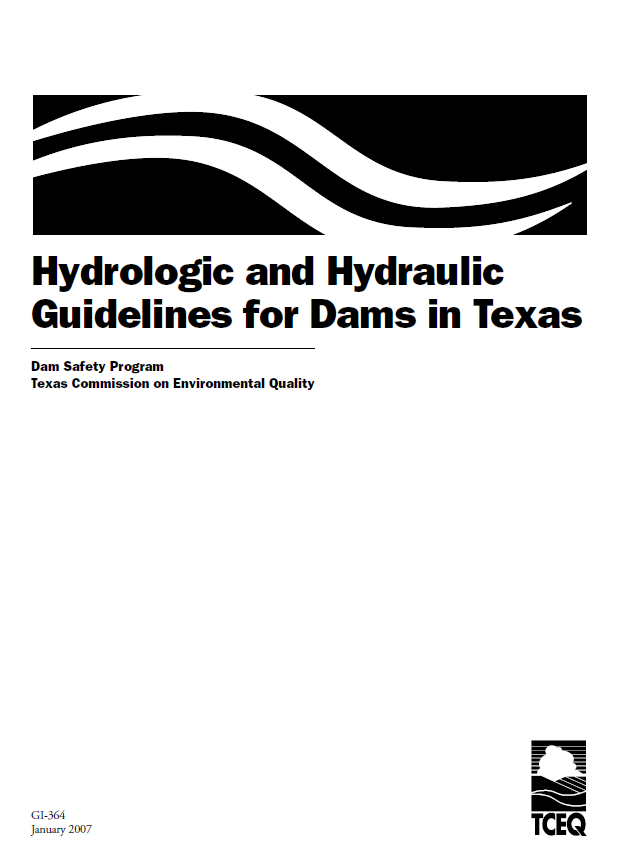 Hydrologic and Hydraulic
Guidelines for Dams in Texas
Dam Safety Program
Texas Commission on Environmental Quality
GI-364
January 2007
TCEQ